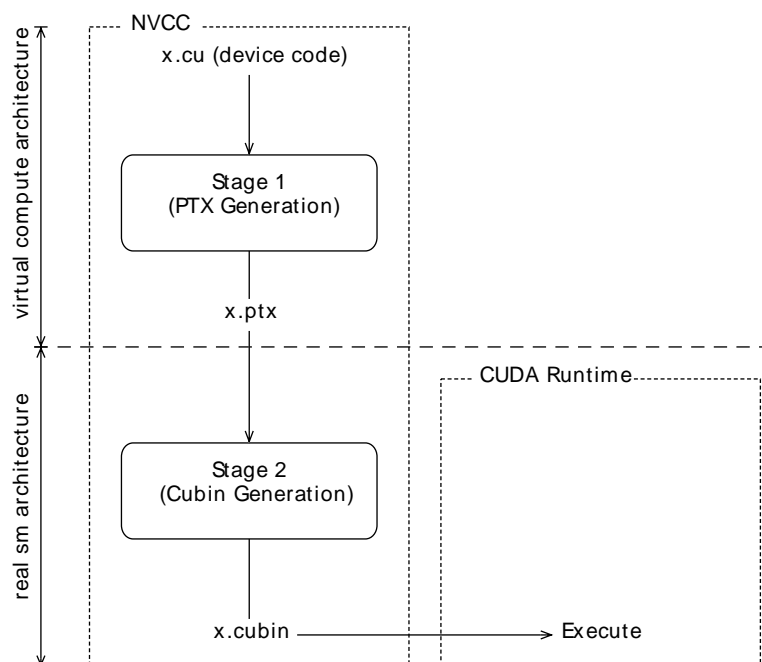 NVCC
x.cu (device code)
virtual compute architecture
Stage 1
(PTX Generation)
x.ptx
CUDA Runtime
real sm architecture
Stage 2
(Cubin Generation)
x.cubin
Execute